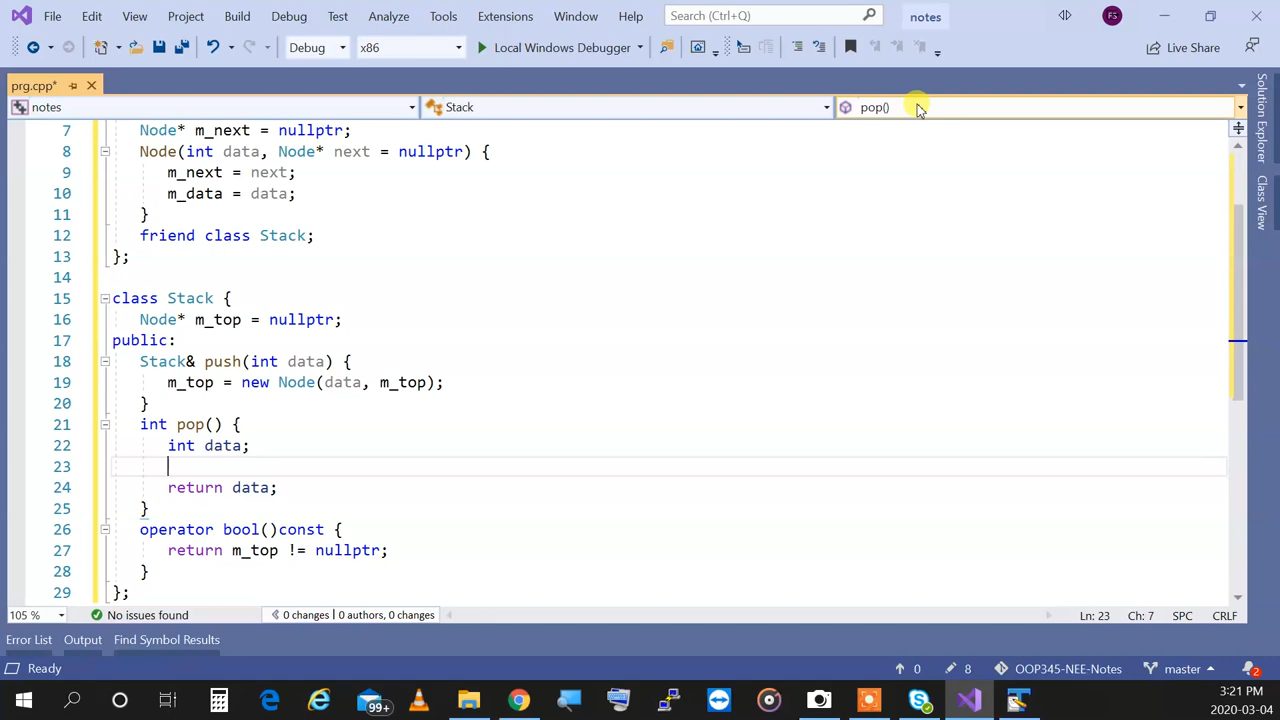 File Edit View Project Build Debug Test Analyze Tools Extensions Window Help Search (Ctrl+Q) notes FS
Debug x86 Local Windows Debugger Live Share
prg.cpp*
notes Stack pop()
7 Node* m_next = nullptr;
8 Node(int data, Node* next = nullptr) {
9 m_next = next;
10 m_data = data;
11 }
12 friend class Stack;
13 };
14
15 class Stack {
16 Node* m_top = nullptr;
17 public:
18 Stack& push(int data) {
19 m_top = new Node(data, m_top);
20 }
21 int pop() {
22 int data;
23
24 return data;
25 }
26 operator bool()const {
27 return m_top != nullptr;
28 }
29 };
Solution Explorer
Class View
105 % No issues found 0 changes | 0 authors, 0 changes Ln: 23 Ch: 7 SPC CRLF
Error List Output Find Symbol Results
Ready 0 8 OOP345-NEE-Notes master 2
99+ 3:21 PM
2020-03-04